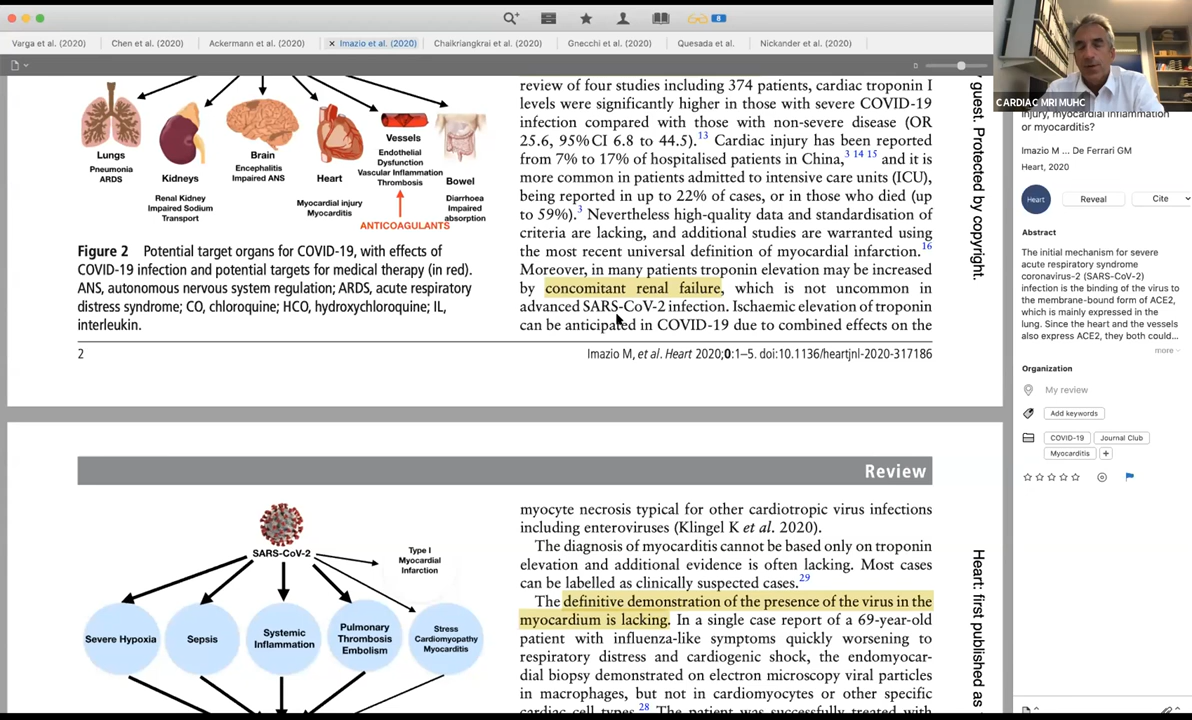 8
Varga et al. (2020)
Chen et al. (2020)
Ackermann et al. (2020)
× Imazio et al. (2020)
Chaikriangkrai et al. (2020)
Gnecchi et al. (2020)
Quesada et al.
Nickander et al. (2020)
Lungs
Pneumonia
ARDS
Kidneys
Renal Kidney
Impaired Sodium
Transport
Brain
Encephalitis
Impaired ANS
Heart
Myocardial injury
Myocarditis
Vessels
Endothelial
Dysfunction
Vascular Inflammation
Thrombosis
ANTICOAGULANTS
Bowel
Diarrhoea
Impaired
absorption
Figure 2 Potential target organs for COVID-19, with effects of
COVID-19 infection and potential targets for medical therapy (in red).
ANS, autonomous nervous system regulation; ARDS, acute respiratory
distress syndrome; CO, chloroquine; HCO, hydroxychloroquine; IL,
interleukin.
review of four studies including 374 patients, cardiac troponin I
levels were significantly higher in those with severe COVID-19
infection compared with those with non-severe disease (OR
25.6, 95% CI 6.8 to 44.5).13 Cardiac injury has been reported
from 7% to 17% of hospitalised patients in China,3 14 15 and it is
more common in patients admitted to intensive care units (ICU),
being reported in up to 22% of cases, or in those who died (up
to 59%).3 Nevertheless high-quality data and standardisation of
criteria are lacking, and additional studies are warranted using
the most recent universal definition of myocardial infarction.16
Moreover, in many patients troponin elevation may be increased
by concomitant renal failure, which is not uncommon in
advanced SARS-CoV-2 infection. Ischaemic elevation of troponin
can be anticipated in COVID-19 due to combined effects on the
2
Imazio M, et al. Heart 2020;0:1–5. doi:10.1136/heartjnl-2020-317186
y guest. Protected by copyright.
Review
SARS-CoV-2
Type I
Myocardial
Infarction
Severe Hypoxia
Sepsis
Systemic
Inflammation
Pulmonary
Thrombosis
Embolism
Stress
Cardiomyopathy
Myocarditis
myocyte necrosis typical for other cardiotropic virus infections
including enteroviruses (Klingel K et al. 2020).
The diagnosis of myocarditis cannot be based only on troponin
elevation and additional evidence is often lacking. Most cases
can be labelled as clinically suspected cases.29
The definitive demonstration of the presence of the virus in the
myocardium is lacking. In a single case report of a 69-year-old
patient with influenza-like symptoms quickly worsening to
respiratory distress and cardiogenic shock, the endomyocar-
dial biopsy demonstrated on electron microscopy viral particles
in macrophages, but not in cardiomyocytes or other specific
cardiac cell types.28 The patient was successfully treated with
Heart: first published as
CARDIAC MRI MUHC
injury, myocardial inflammation
or myocarditis?
Imazio M ... De Ferrari GM
Heart, 2020
Heart
Reveal
Cite
Abstract
The initial mechanism for severe
acute respiratory syndrome
coronavirus-2 (SARS-CoV-2)
infection is the binding of the virus to
the membrane-bound form of ACE2,
which is mainly expressed in the
lung. Since the heart and the vessels
also express ACE2, they both could...
more
Organization
My review
Add keywords
COVID-19
Journal Club
Myocarditis
+